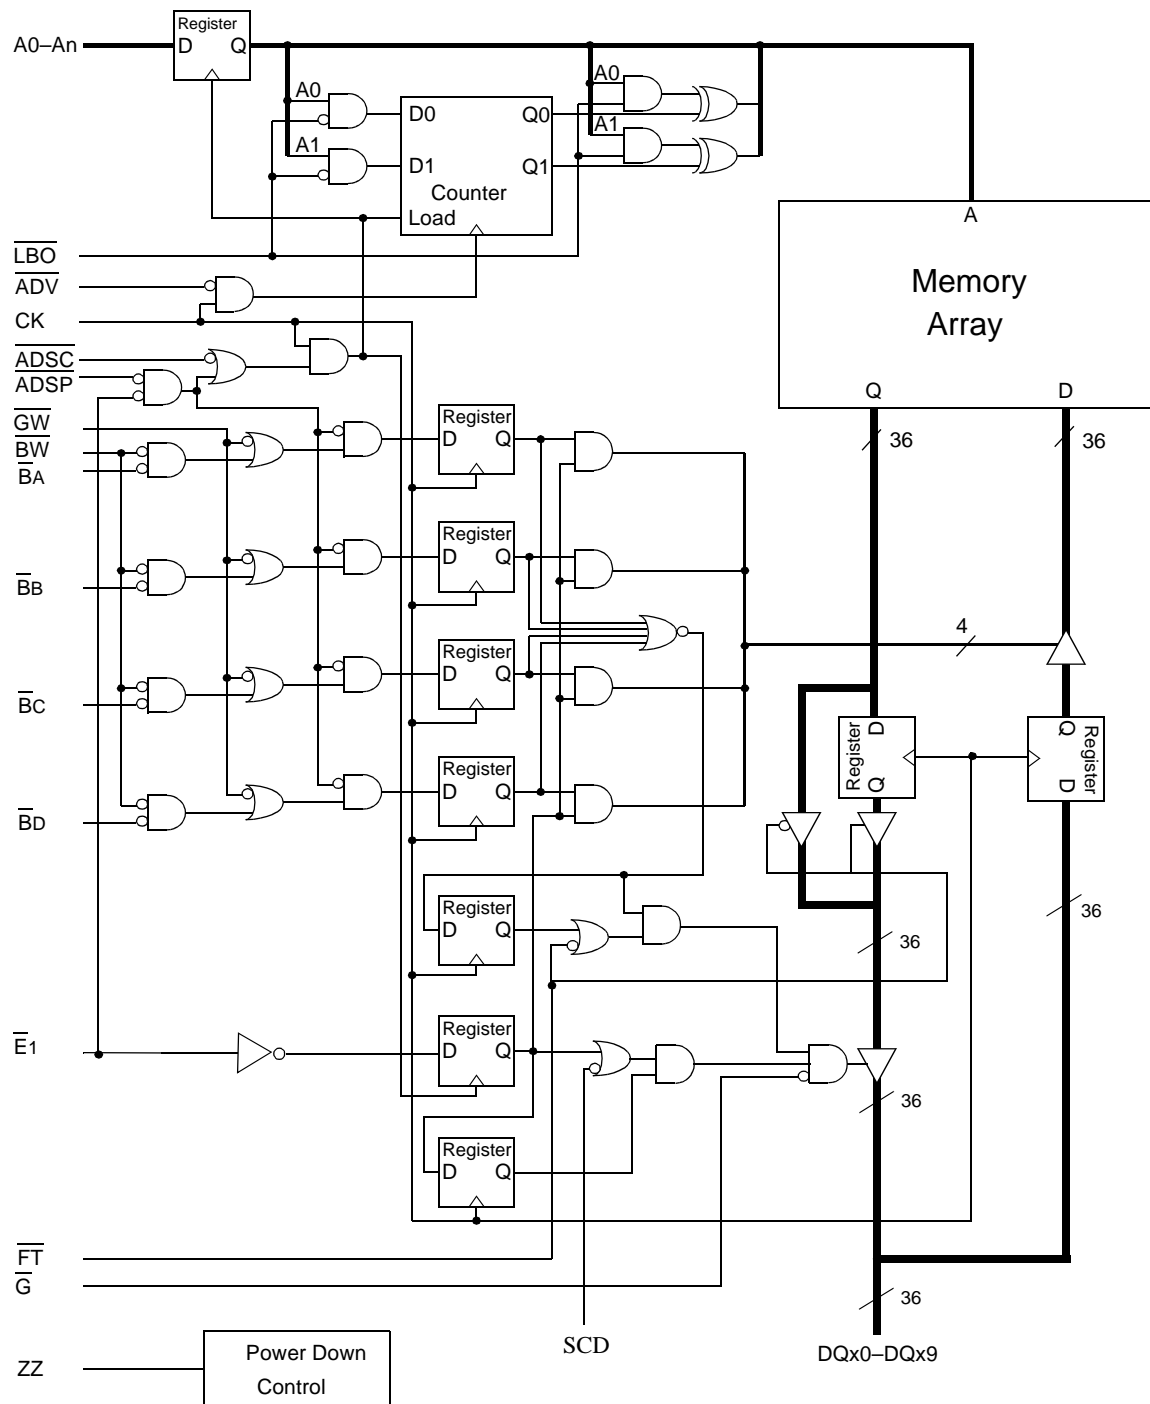 Register
A0–An
D Q
A0
A0
D0
Q0
A1
A1
D1
Q1
Counter
Load
A
LBO
Memory
Array
ADV
CK
ADSC
ADSP
Q
D
GW
Register
BW
D Q
36
36
BA
Register
D Q
BB
4
Register
D Q
BC
Register
D
Q
Register
Q
D
Register
D Q
BD
Register
D Q
36
36
Register
D Q
E1
36
Register
D Q
FT
G
36
SCD
DQx0–DQx9
ZZ
Power Down
Control